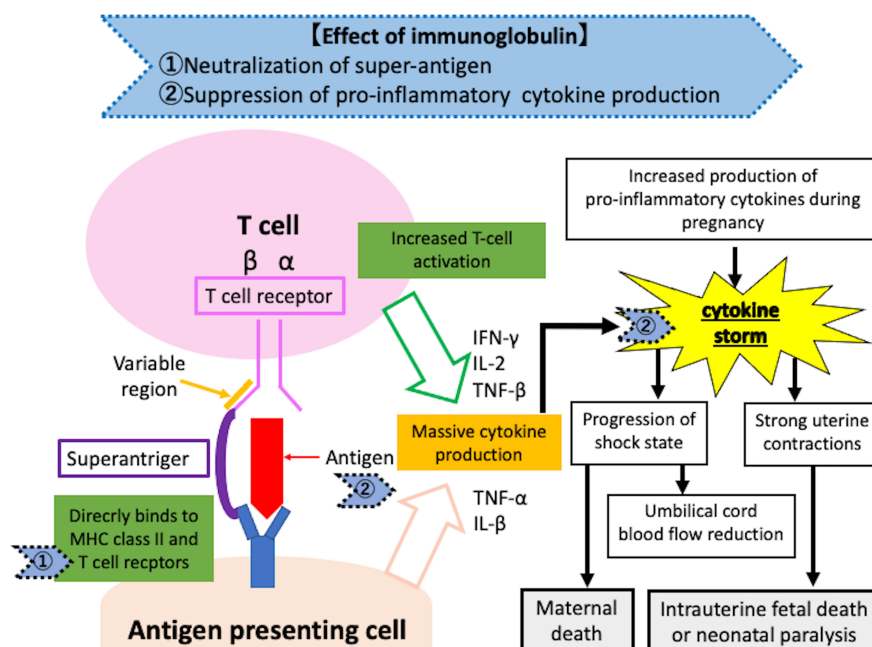 【Effect of immunoglobulin】
①Neutralization of super-antigen
②Suppression of pro-inflammatory cytokine production
T cell
β α
T cell receptor
Increased T-cell
activation
Variable
region
IFN-γ
IL-2
TNF-β
Superantriger
Antigen
②
Massive cytokine
production
TNF-α
IL-β
①
Direcrly binds to
MHC class II and
T cell recptors
Antigen presenting cell
Increased production of
pro-inflammatory cytokines during
pregnancy
②
cytokine
storm
Progression of
shock state
Strong uterine
contractions
Umbilical cord
blood flow reduction
Maternal
death
Intrauterine fetal death
or neonatal paralysis